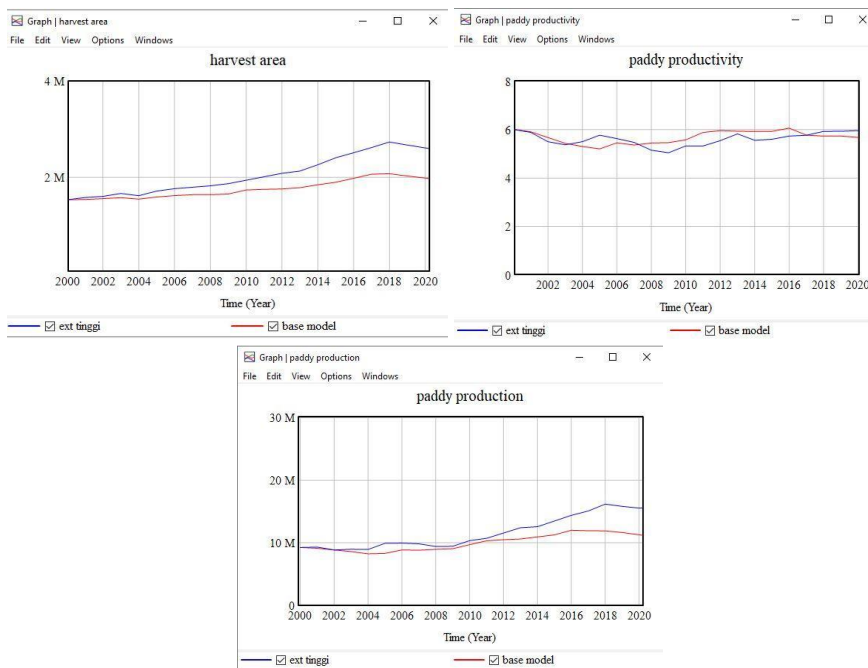 Graph | harvest area
File Edit View Options Windows
harvest area
4 M
2 M
2000 2002 2004 2006 2008 2010 2012 2014 2016 2018 2020
Time (Year)
ext tinggi base model
Graph | paddy productivity
File Edit View Options Windows
paddy productivity
8
6
4
2
0
2002 2004 2006 2008 2010 2012 2014 2016 2018 2020
Time (Year)
ext tinggi base model
Graph | paddy production
File Edit View Options Windows
paddy production
30 M
20 M
10 M
0
2000 2002 2004 2006 2008 2010 2012 2014 2016 2018 2020
Time (Year)
ext tinggi base model